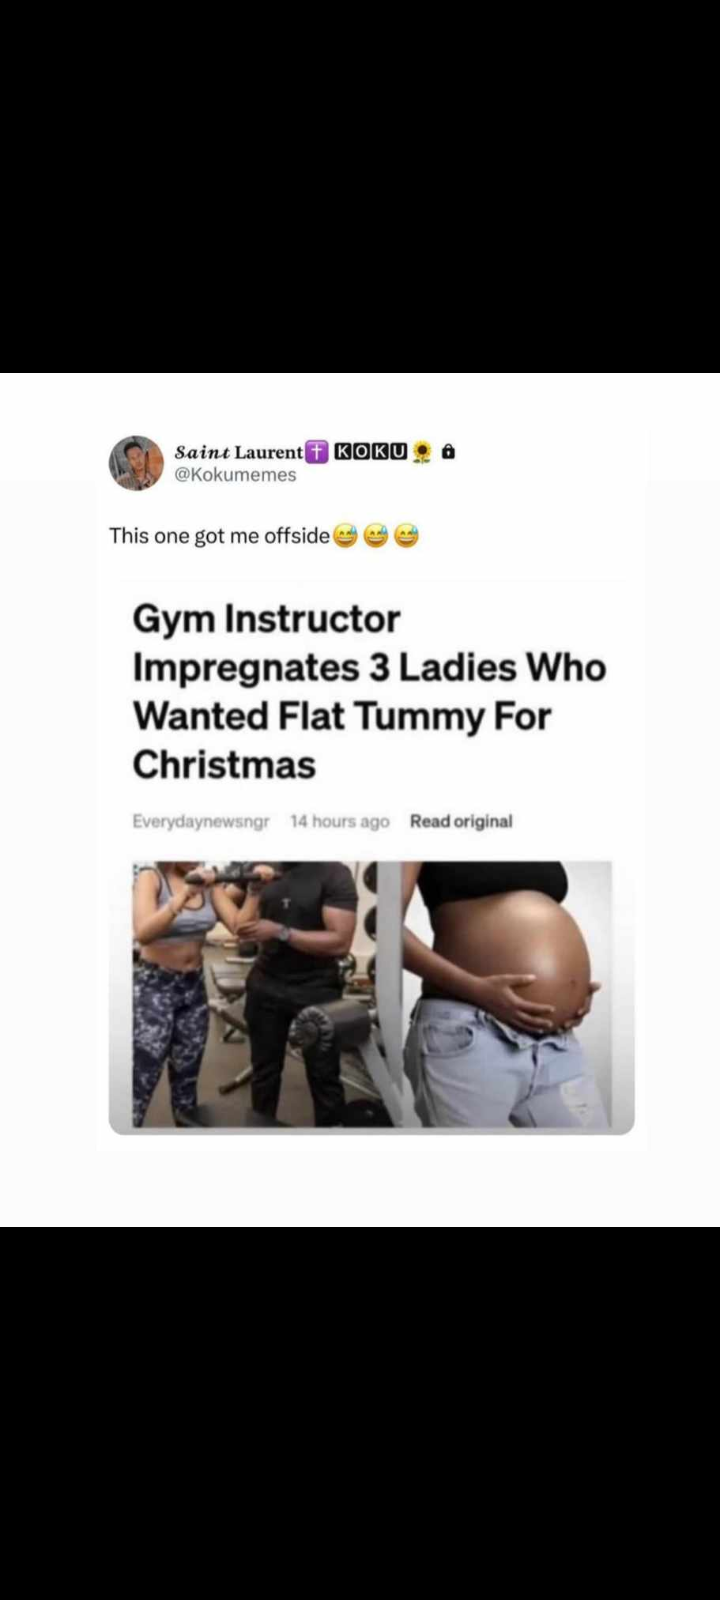 Saint Laurent✝️ KOKU🌻🔒
@Kokumemes
This one got me offside😅😅😅
Gym Instructor
Impregnates 3 Ladies Who
Wanted Flat Tummy For
Christmas
Everydaynewsngr 14 hours ago Read original